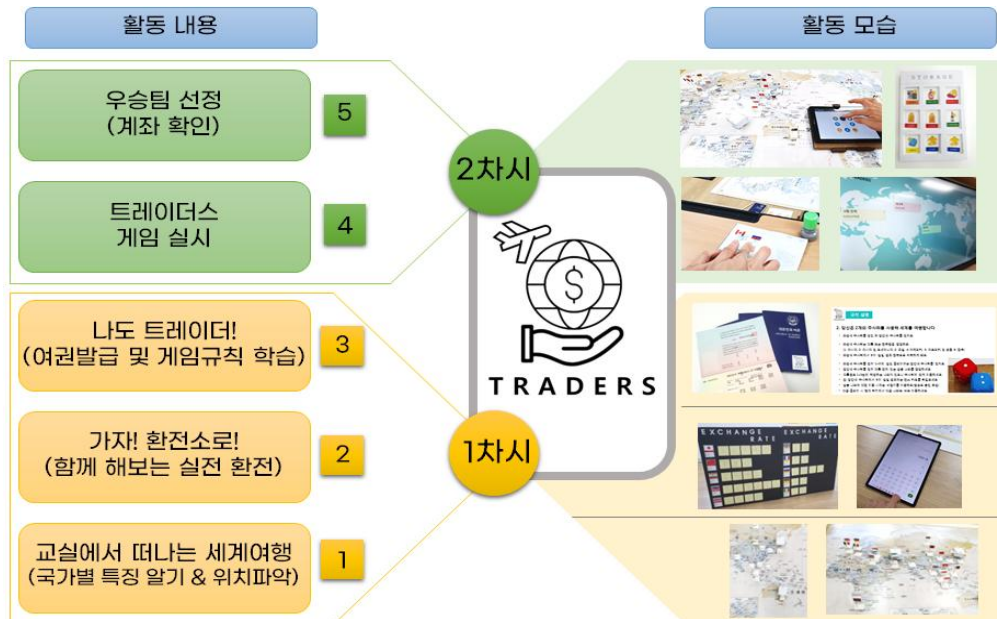 활동 내용
활동 모습
우승팀 선정
(계좌 확인)
5
트레이더스
게임 실시
4
2차시
나도 트레이더!
(여권발급 및 게임규칙 학습)
3
가자! 환전소로!
(함께 해보는 실전 환전)
2
1차시
교실에서 떠나는 세계여행
(국가별 특징 알기 & 위치파악)
1
$
TRADERS
STORAGE
EXCHANGE
RATE
EXCHANGE
RATE